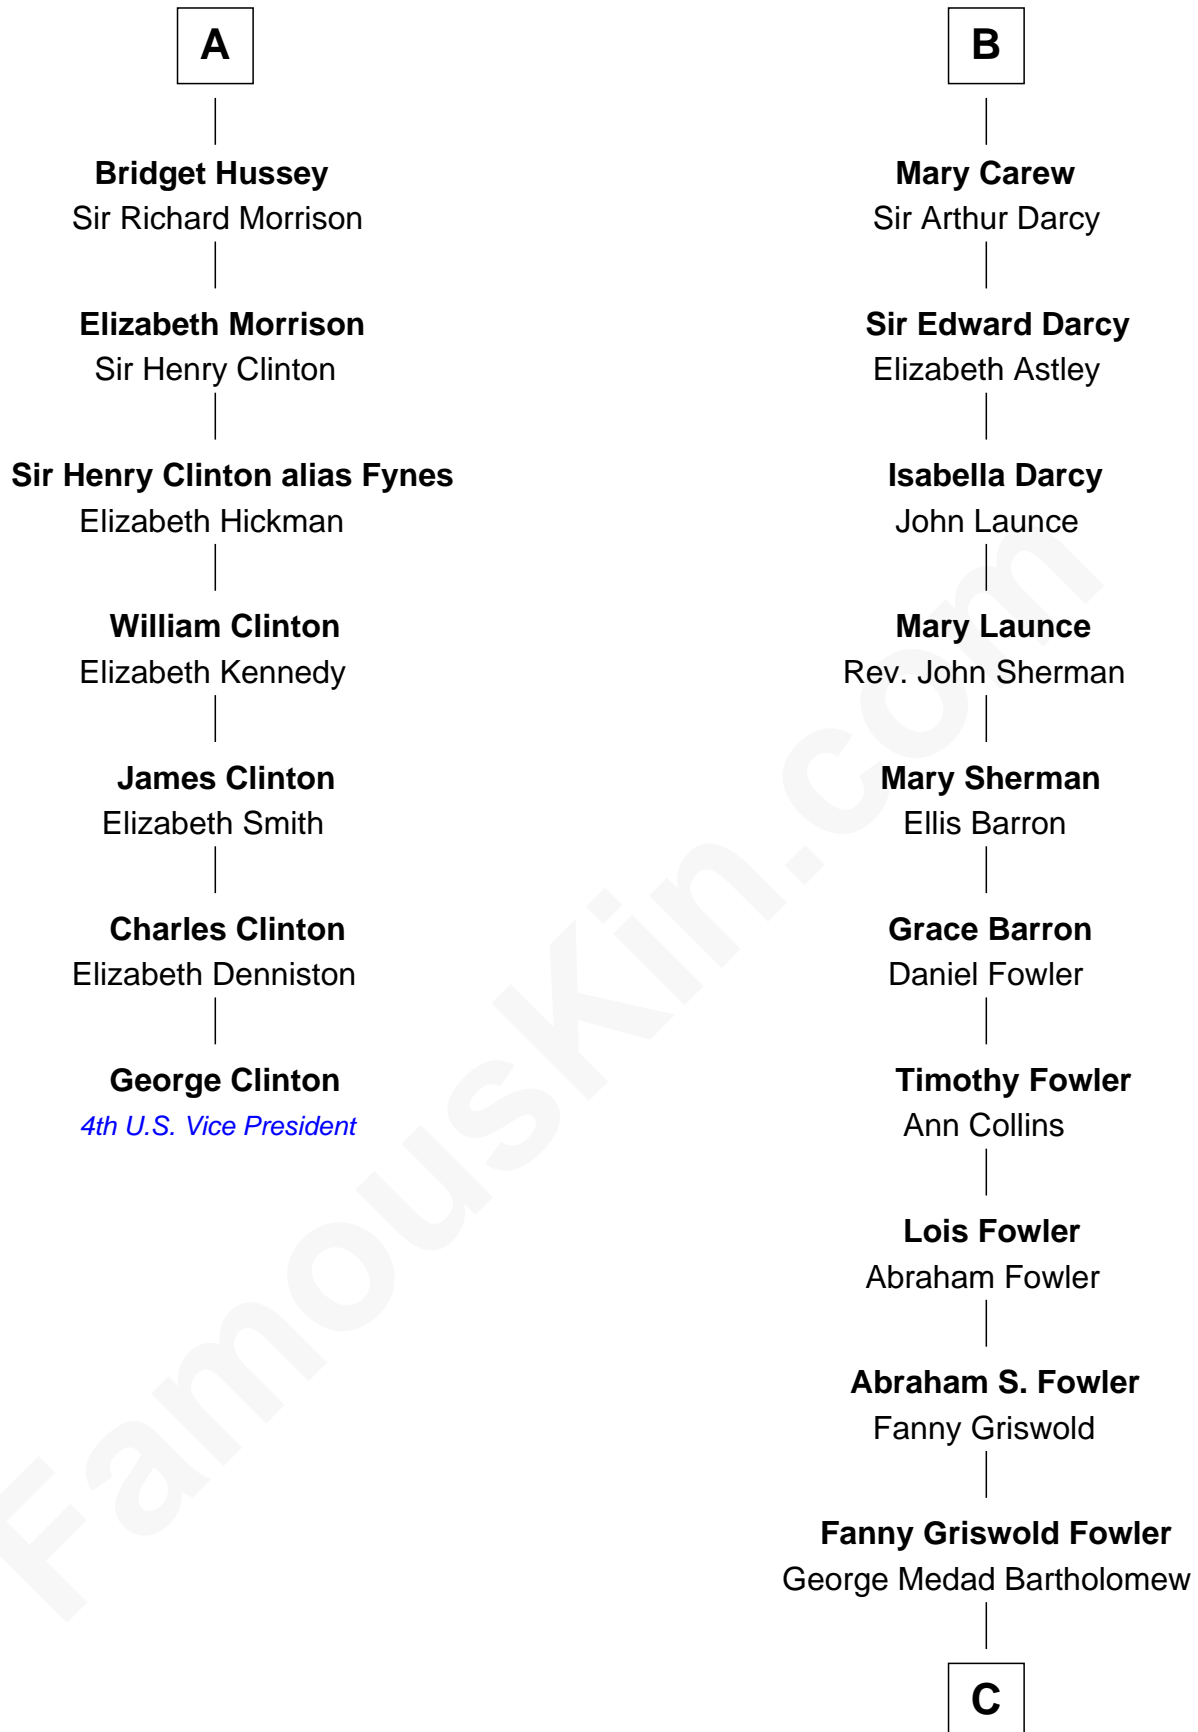 A
Bridget Hussey
Sir Richard Morrison
Elizabeth Morrison
Sir Henry Clinton
Sir Henry Clinton alias Fynes
Elizabeth Hickman
William Clinton
Elizabeth Kennedy
James Clinton
Elizabeth Smith
Charles Clinton
Elizabeth Denniston
George Clinton
4th U.S. Vice President
B
Mary Carew
Sir Arthur Darcy
Sir Edward Darcy
Elizabeth Astley
Isabella Darcy
John Launce
Mary Launce
Rev. John Sherman
Mary Sherman
Ellis Barron
Grace Barron
Daniel Fowler
Timothy Fowler
Ann Collins
Lois Fowler
Abraham Fowler
Abraham S. Fowler
Fanny Griswold
Fanny Griswold Fowler
George Medad Bartholomew
C
FamousKin.com